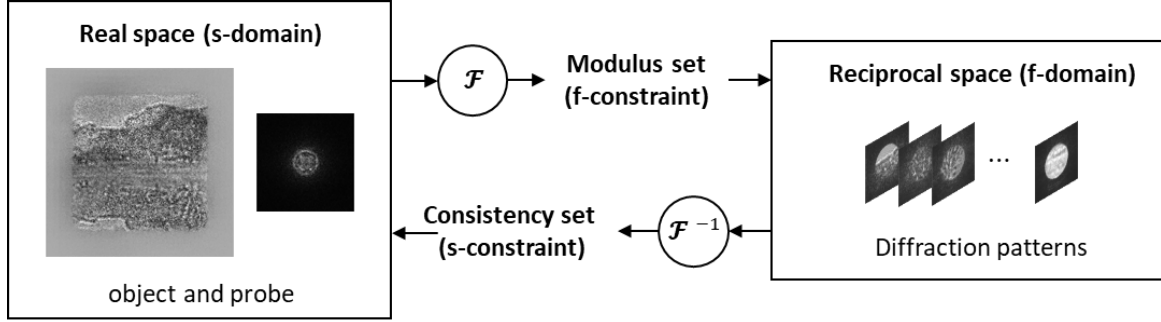 Real space (s-domain)
object and probe
𝓕
Modulus set
(f-constraint)
Reciprocal space (f-domain)
...
Diffraction patterns
𝓕 -1
Consistency set
(s-constraint)